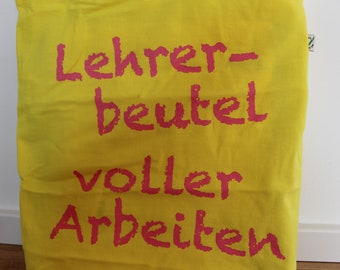 Lehrer-
beutel
voller
Arbeiten